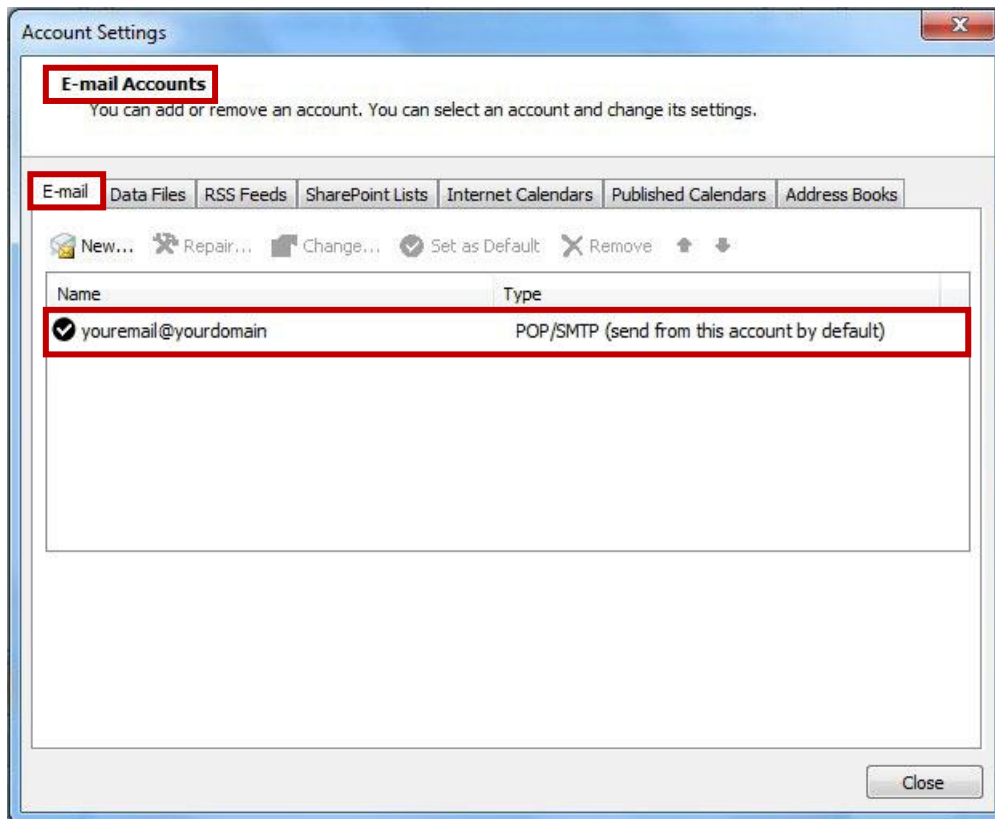 Account Settings
E-mail Accounts
You can add or remove an account. You can select an account and change its settings.
E-mail Data Files RSS Feeds SharePoint Lists Internet Calendars Published Calendars Address Books
New... Repair... Change... Set as Default Remove
Name Type
youremail@yourdomain POP/SMTP (send from this account by default)
Close